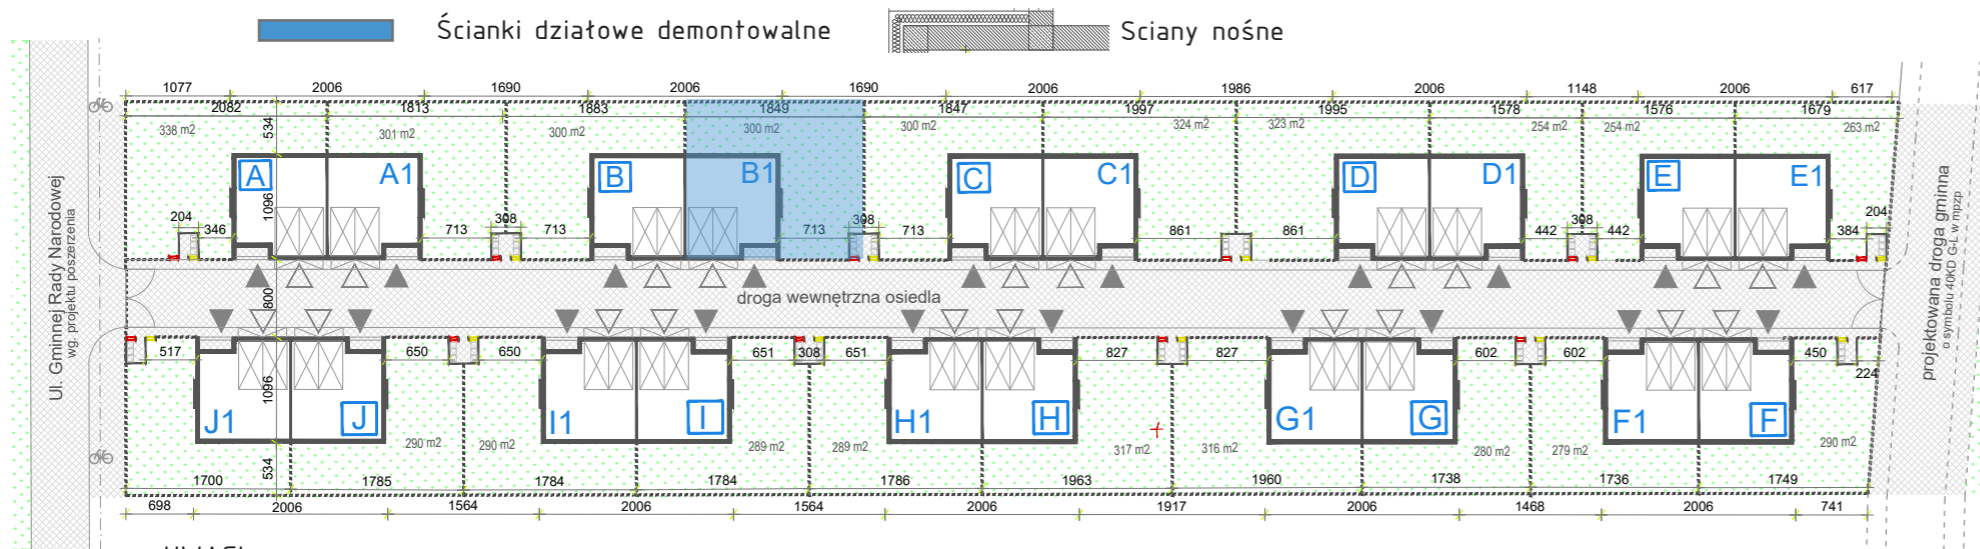 Ścianki działowe demontowalne
Sciany nośne
1077 2006 1690 2006 1690 2006 1986 2006 1148 2006 617
2082 1813 1883 1849 1847 1997 1995 1578 1576 1679
338 m2 301 m2 300 m2 300 m2 300 m2 324 m2 323 m2 254 m2 254 m2 263 m2
534
A A1 B B1 C C1 D D1 E E1
1096
204 308 308 308 204
346 713 713 713 713 861 861 442 442 384
Ul. Gminnej Rady Narodowej
wg. projektu poszerzenia
800
droga wewnętrzna osiedla
projektowana droga gminna
o symbolu 40KD G-L w mpzp
517 650 650 651 308 651 827 827 602 602 450
224
1096
J1 J I1 I H1 H G1 G F1 F
290 m2 290 m2 289 m2 289 m2 317 m2 316 m2 280 m2 279 m2 290 m2
534
1700 1785 1784 1784 1786 1963 1960 1738 1736 1749
698 2006 1564 2006 1564 2006 1917 2006 1468 2006 741